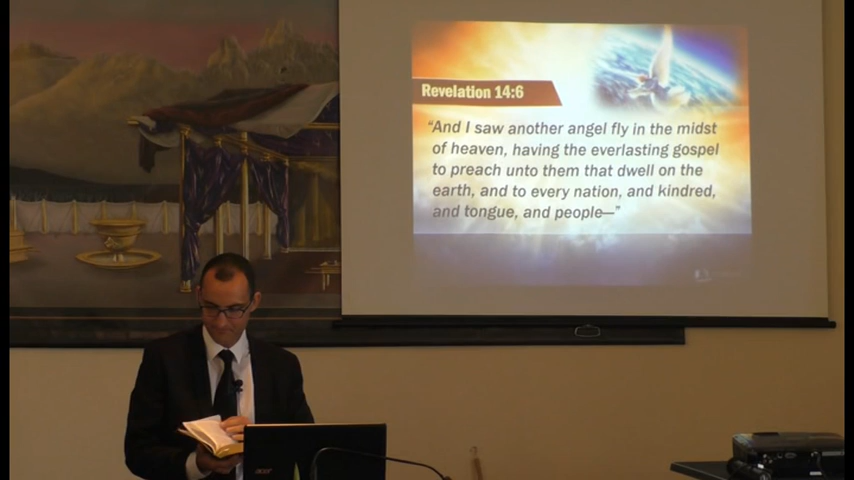 Revelation 14:6
“And I saw another angel fly in the midst
of heaven, having the everlasting gospel
to preach unto them that dwell on the
earth, and to every nation, and kindred,
and tongue, and people—”
acer